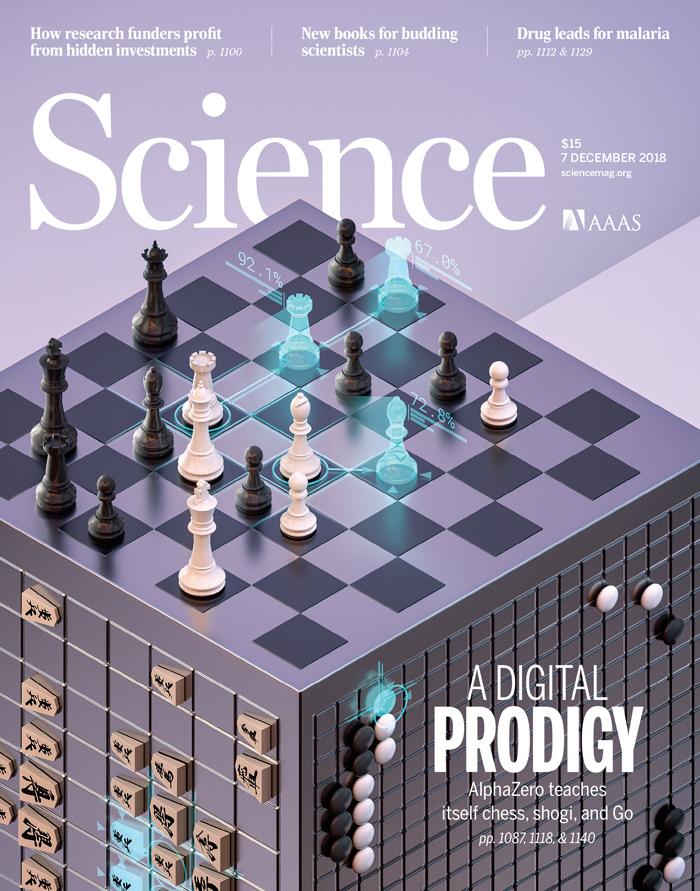 How research funders profit
from hidden investments p. 1100
New books for budding
scientists p. 1104
Drug leads for malaria
pp. 1112 & 1129
Science
$15
7 DECEMBER 2018
sciencemag.org
AAAS
92.1%
67.0%
72.8%
A DIGITAL
PRODIGY
AlphaZero teaches
itself chess, shogi, and Go
pp. 1087, 1118, & 1140